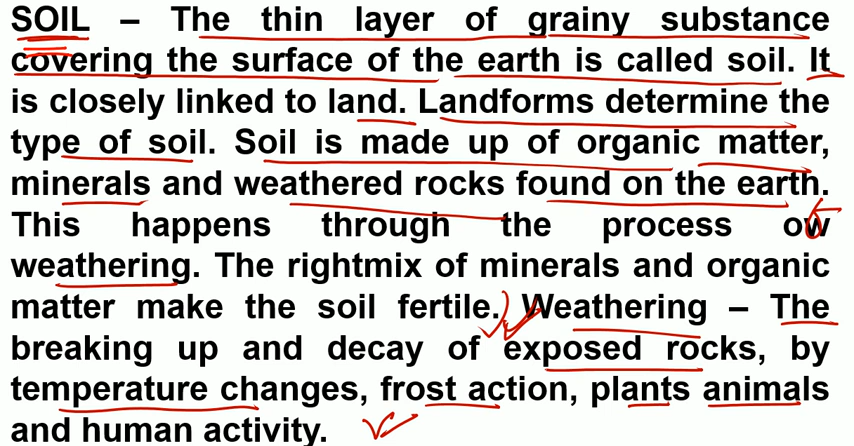 SOIL – The thin layer of grainy substance
covering the surface of the earth is called soil. It
is closely linked to land. Landforms determine the
type of soil. Soil is made up of organic matter,
minerals and weathered rocks found on the earth.
This happens through the process ow
weathering. The rightmix of minerals and organic
matter make the soil fertile. Weathering – The
breaking up and decay of exposed rocks, by
temperature changes, frost action, plants animals
and human activity.